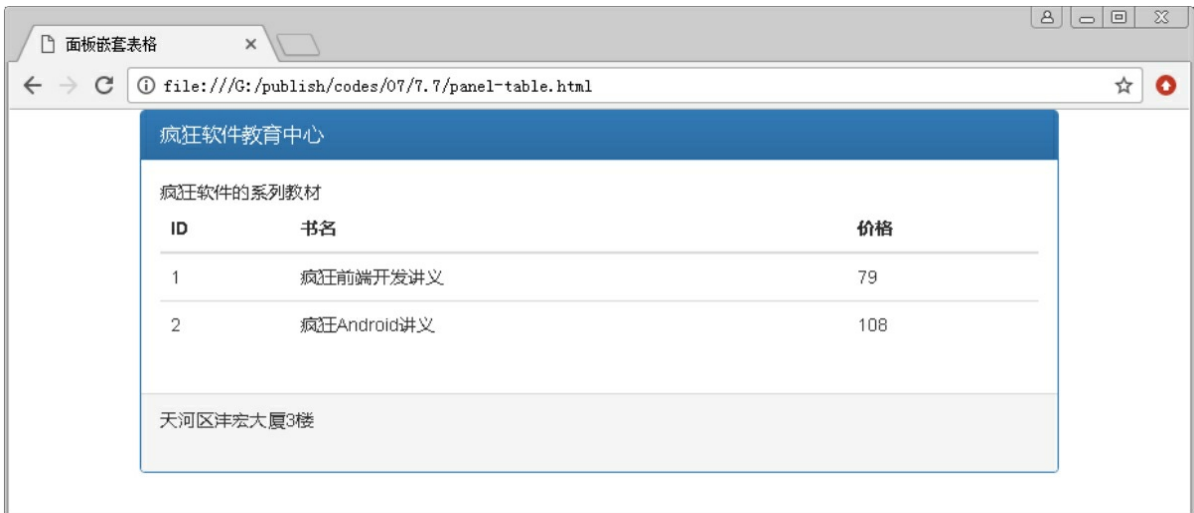 面板嵌套表格
file:///G:/publish/codes/07/7.7/panel-table.html
疯狂软件教育中心
疯狂软件的系列教材
ID 书名 价格
1 疯狂前端开发讲义 79
2 疯狂Android讲义 108
天河区沣宏大厦3楼